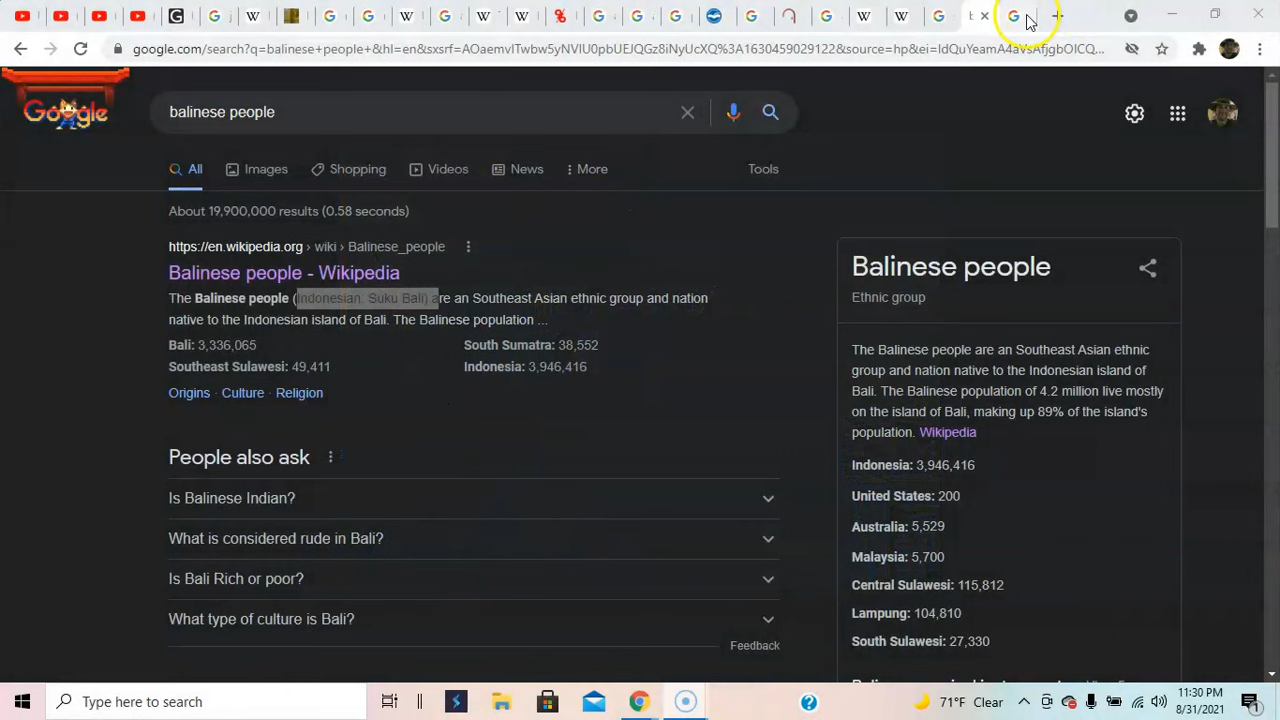 b
google.com/search?q=balinese+people+&hl=en&sxsrf=AOaemvITwbw5yNVIU0pbUEJQGz8iNyUcXQ%3A1630459029122&source=hp&ei=IdQuYeamA4aVsAfjgbOICQ...
Google
balinese people
All Images Shopping Videos News More Tools
About 19,900,000 results (0.58 seconds)
https://en.wikipedia.org › wiki › Balinese_people
Balinese people - Wikipedia
The Balinese people (Indonesian: Suku Bali) are an Southeast Asian ethnic group and nation
native to the Indonesian island of Bali. The Balinese population ...
Bali: 3,336,065 South Sumatra: 38,552
Southeast Sulawesi: 49,411 Indonesia: 3,946,416
Origins · Culture · Religion
People also ask
Is Balinese Indian?
What is considered rude in Bali?
Is Bali Rich or poor?
What type of culture is Bali?
Feedback
Balinese people
Ethnic group
The Balinese people are an Southeast Asian ethnic
group and nation native to the Indonesian island of
Bali. The Balinese population of 4.2 million live mostly
on the island of Bali, making up 89% of the island's
population. Wikipedia
Indonesia: 3,946,416
United States: 200
Australia: 5,529
Malaysia: 5,700
Central Sulawesi: 115,812
Lampung: 104,810
South Sulawesi: 27,330
Type here to search
71°F Clear
11:30 PM
8/31/2021